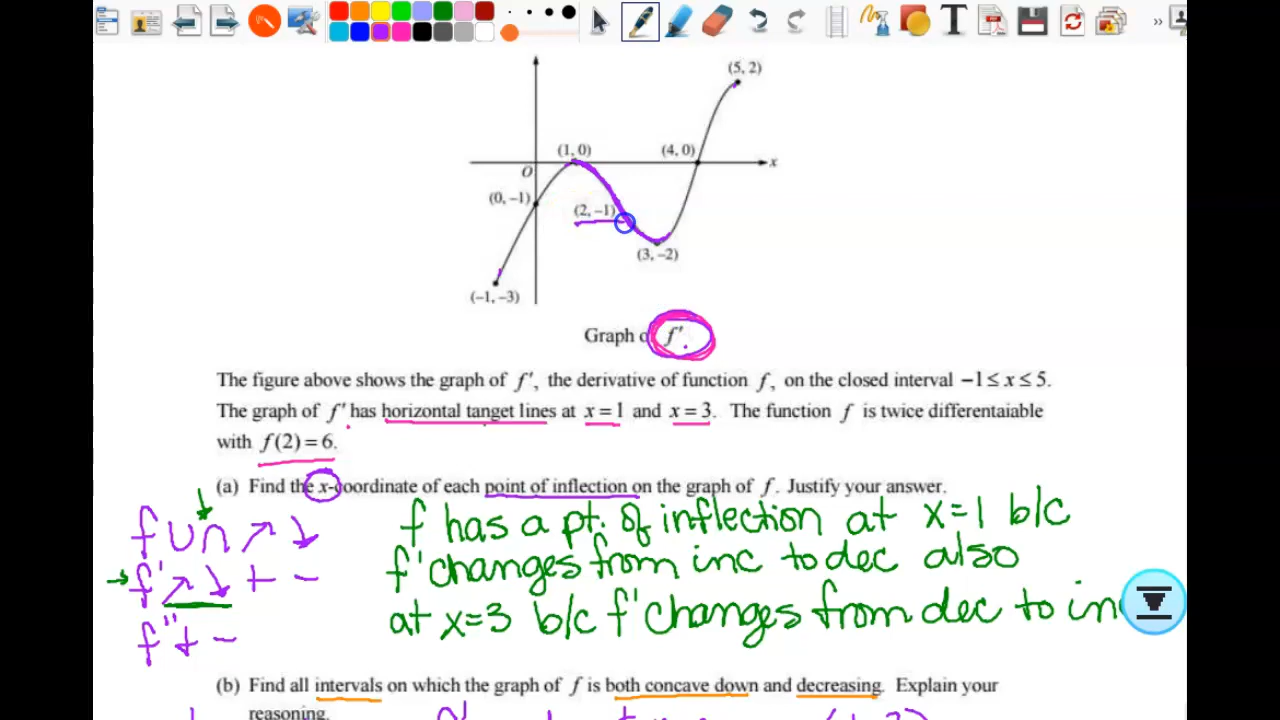 (5, 2)
(1, 0)
(4, 0)
x
O
(0, −1)
(2, −1)
(3, −2)
(−1, −3)
Graph o f′.
The figure above shows the graph of f′, the derivative of function f, on the closed interval −1 ≤ x ≤ 5.
The graph of f′ has horizontal tanget lines at x = 1 and x = 3. The function f is twice differentaiable
with f(2) = 6.
(a) Find the x-coordinate of each point of inflection on the graph of f. Justify your answer.
f ∪ ∩ ↗ ↓
f has a pt. of inflection at x=1 b/c
→ f' ↗ ↓ + −
f' changes from inc to dec also
at x=3 b/c f' changes from dec to in
f" + −
(b) Find all intervals on which the graph of f is both concave down and decreasing. Explain your
reasoning.